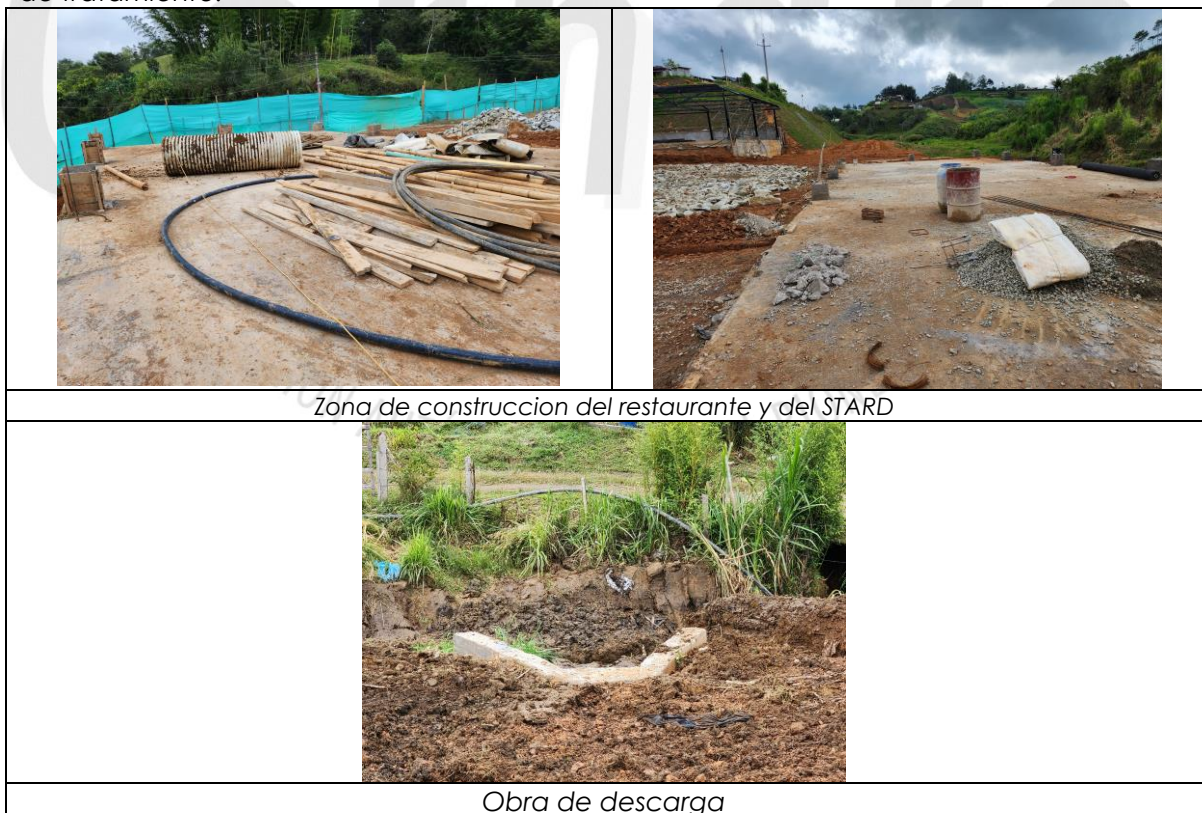 de tratamiento.
Zona de construccion del restaurante y del STARD
Obra de descarga